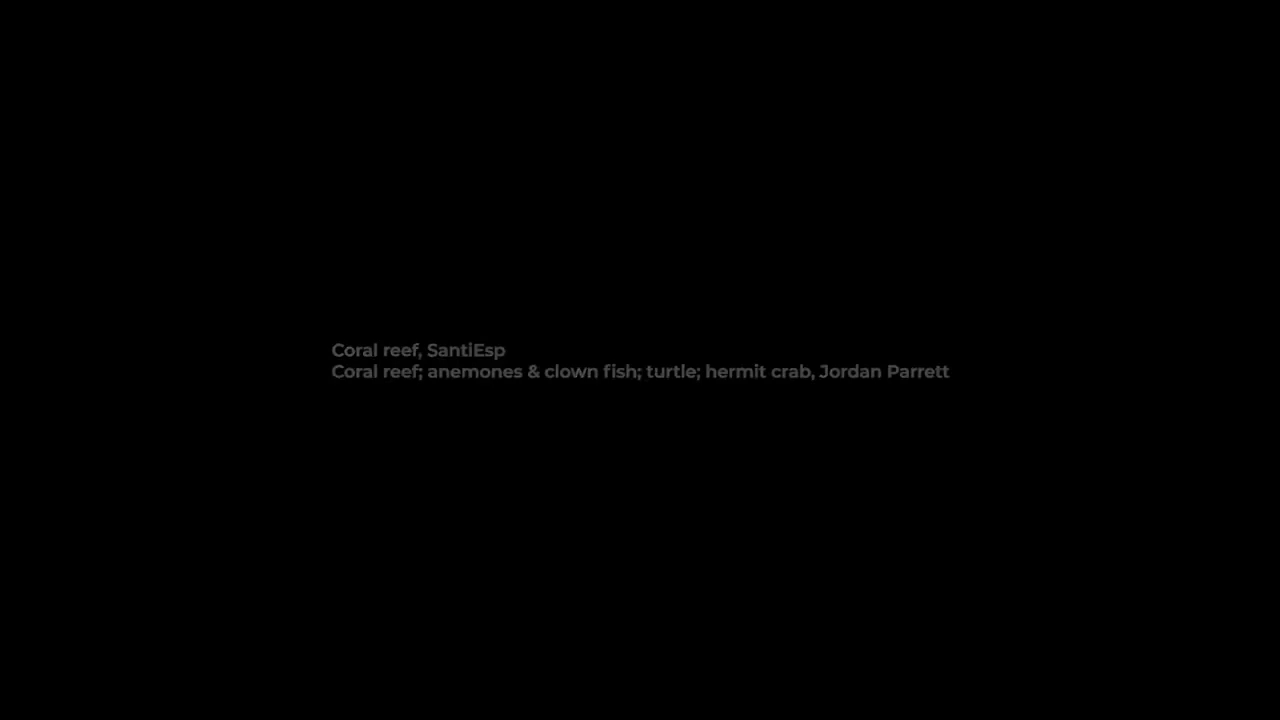 Coral reef, SantiEsp
Coral reef; anemones & clown fish; turtle; hermit crab, Jordan Parrett